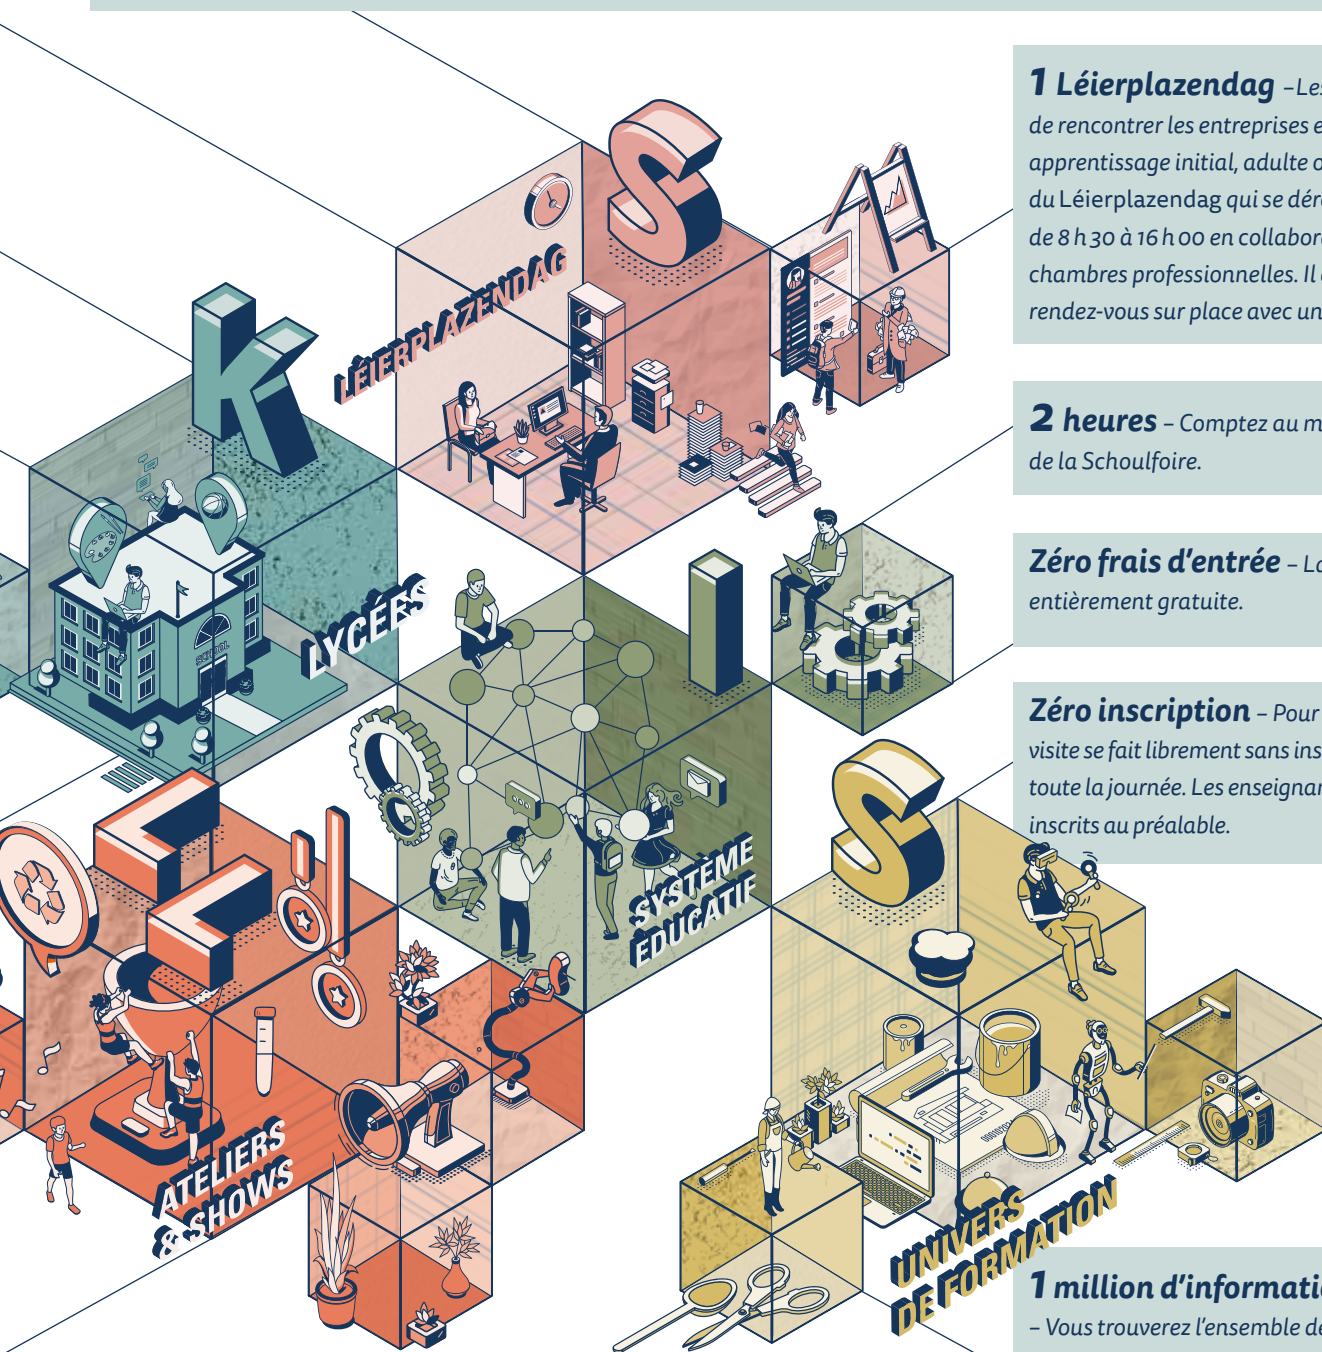 S
K
LÉIERPLAZENDAG
LYCÉES
SCHOOL
I
SYSTÈME
ÉDUCATIF
S
ATELIERS
& SHOWS
UNIVERS
DE FORMATION
1 Léierplazendag – Les
de rencontrer les entreprises e
apprentissage initial, adulte o
du Léierplazendag qui se dér
de 8 h 30 à 16 h 00 en collabor
chambres professionnelles. Il
rendez-vous sur place avec un
2 heures – Comptez au m
de la Schoulfoire.
Zéro frais d’entrée – La
entièrement gratuite.
Zéro inscription – Pour
visite se fait librement sans ins
toute la journée. Les enseignan
inscrits au préalable.
1 million d’informatio
– Vous trouverez l’ensemble de